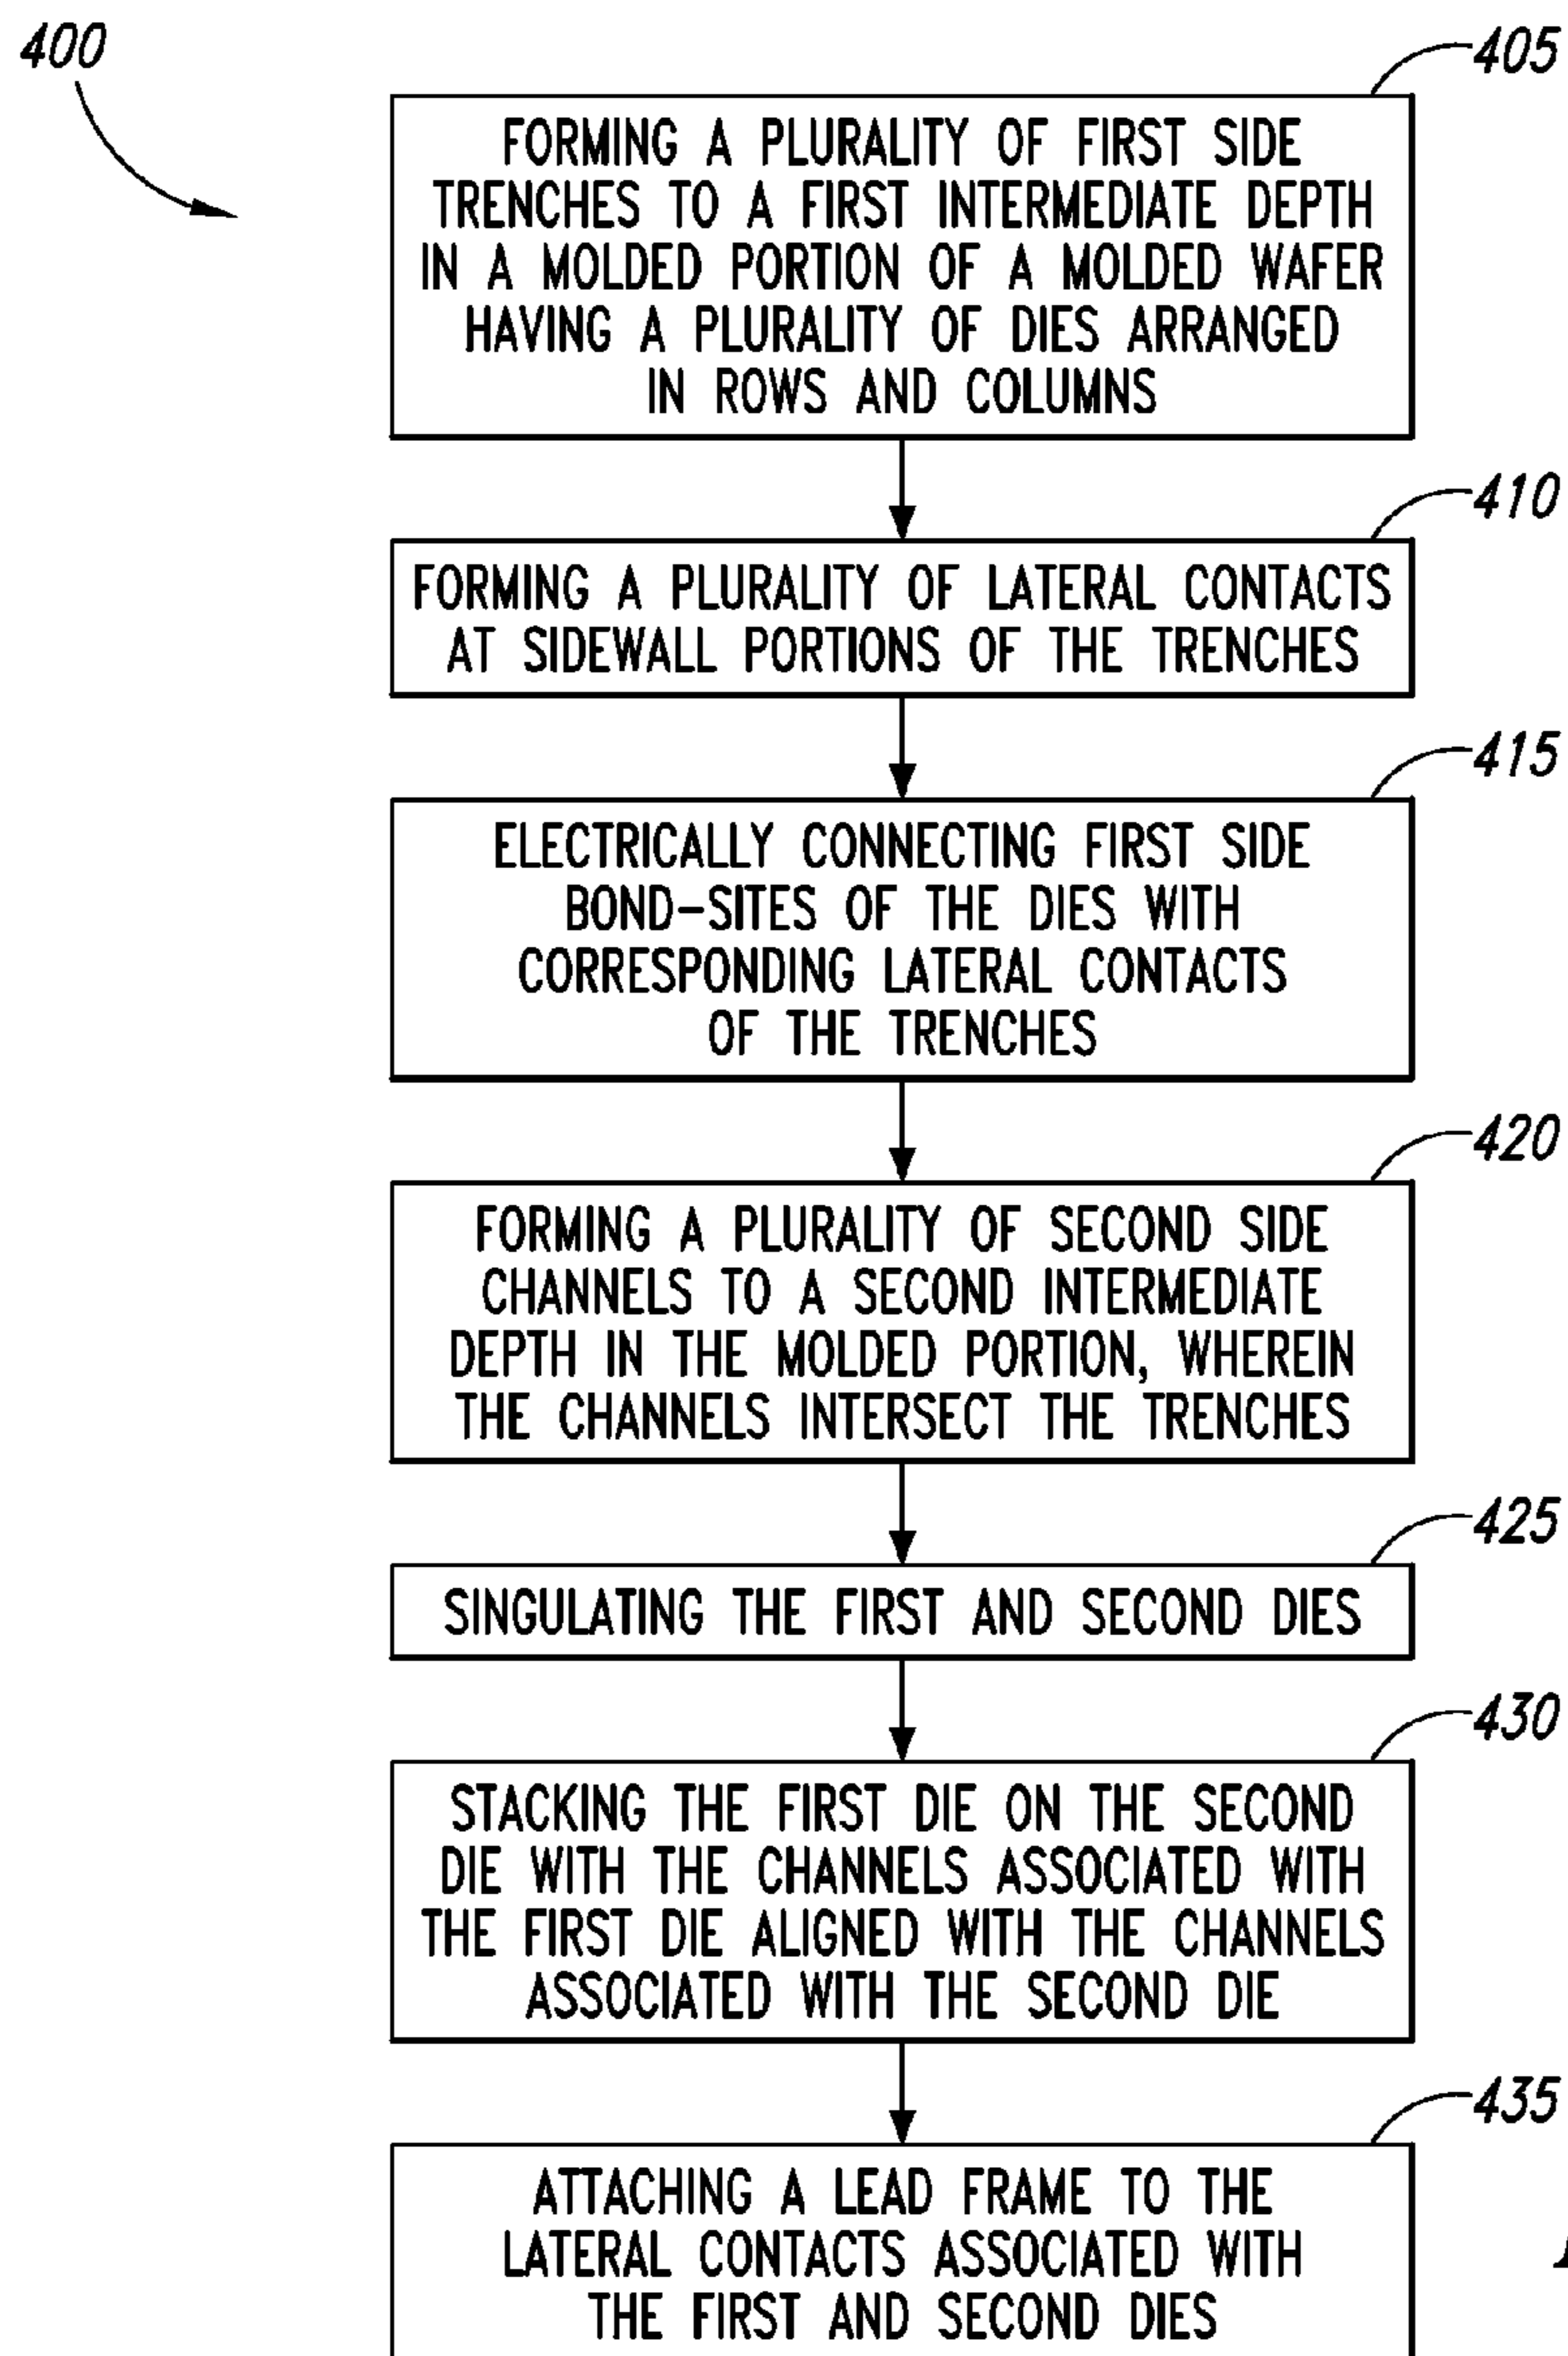 400
405
FORMING A PLURALITY OF FIRST SIDE
TRENCHES TO A FIRST INTERMEDIATE DEPTH
IN A MOLDED PORTION OF A MOLDED WAFER
HAVING A PLURALITY OF DIES ARRANGED
IN ROWS AND COLUMNS
410
FORMING A PLURALITY OF LATERAL CONTACTS
AT SIDEWALL PORTIONS OF THE TRENCHES
415
ELECTRICALLY CONNECTING FIRST SIDE
BOND-SITES OF THE DIES WITH
CORRESPONDING LATERAL CONTACTS
OF THE TRENCHES
420
FORMING A PLURALITY OF SECOND SIDE
CHANNELS TO A SECOND INTERMEDIATE
DEPTH IN THE MOLDED PORTION, WHEREIN
THE CHANNELS INTERSECT THE TRENCHES
425
SINGULATING THE FIRST AND SECOND DIES
430
STACKING THE FIRST DIE ON THE SECOND
DIE WITH THE CHANNELS ASSOCIATED WITH
THE FIRST DIE ALIGNED WITH THE CHANNELS
ASSOCIATED WITH THE SECOND DIE
435
ATTACHING A LEAD FRAME TO THE
LATERAL CONTACTS ASSOCIATED WITH
THE FIRST AND SECOND DIES